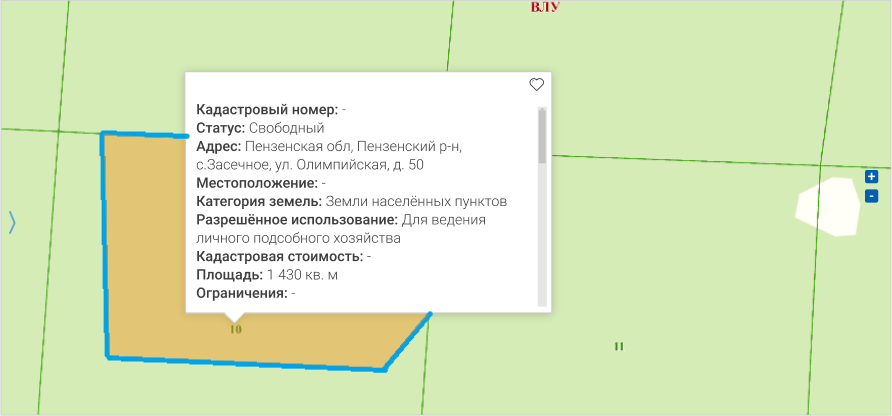 ВЛУ
Кадастровый номер: -
Статус: Свободный
Адрес: Пензенская обл, Пензенский р-н,
с.Засечное, ул. Олимпийская, д. 50
Местоположение: -
Категория земель: Земли населённых пунктов
Разрешённое использование: Для ведения
личного подсобного хозяйства
Кадастровая стоимость: -
Площадь: 1 430 кв. м
Ограничения: -
+
-
10
11